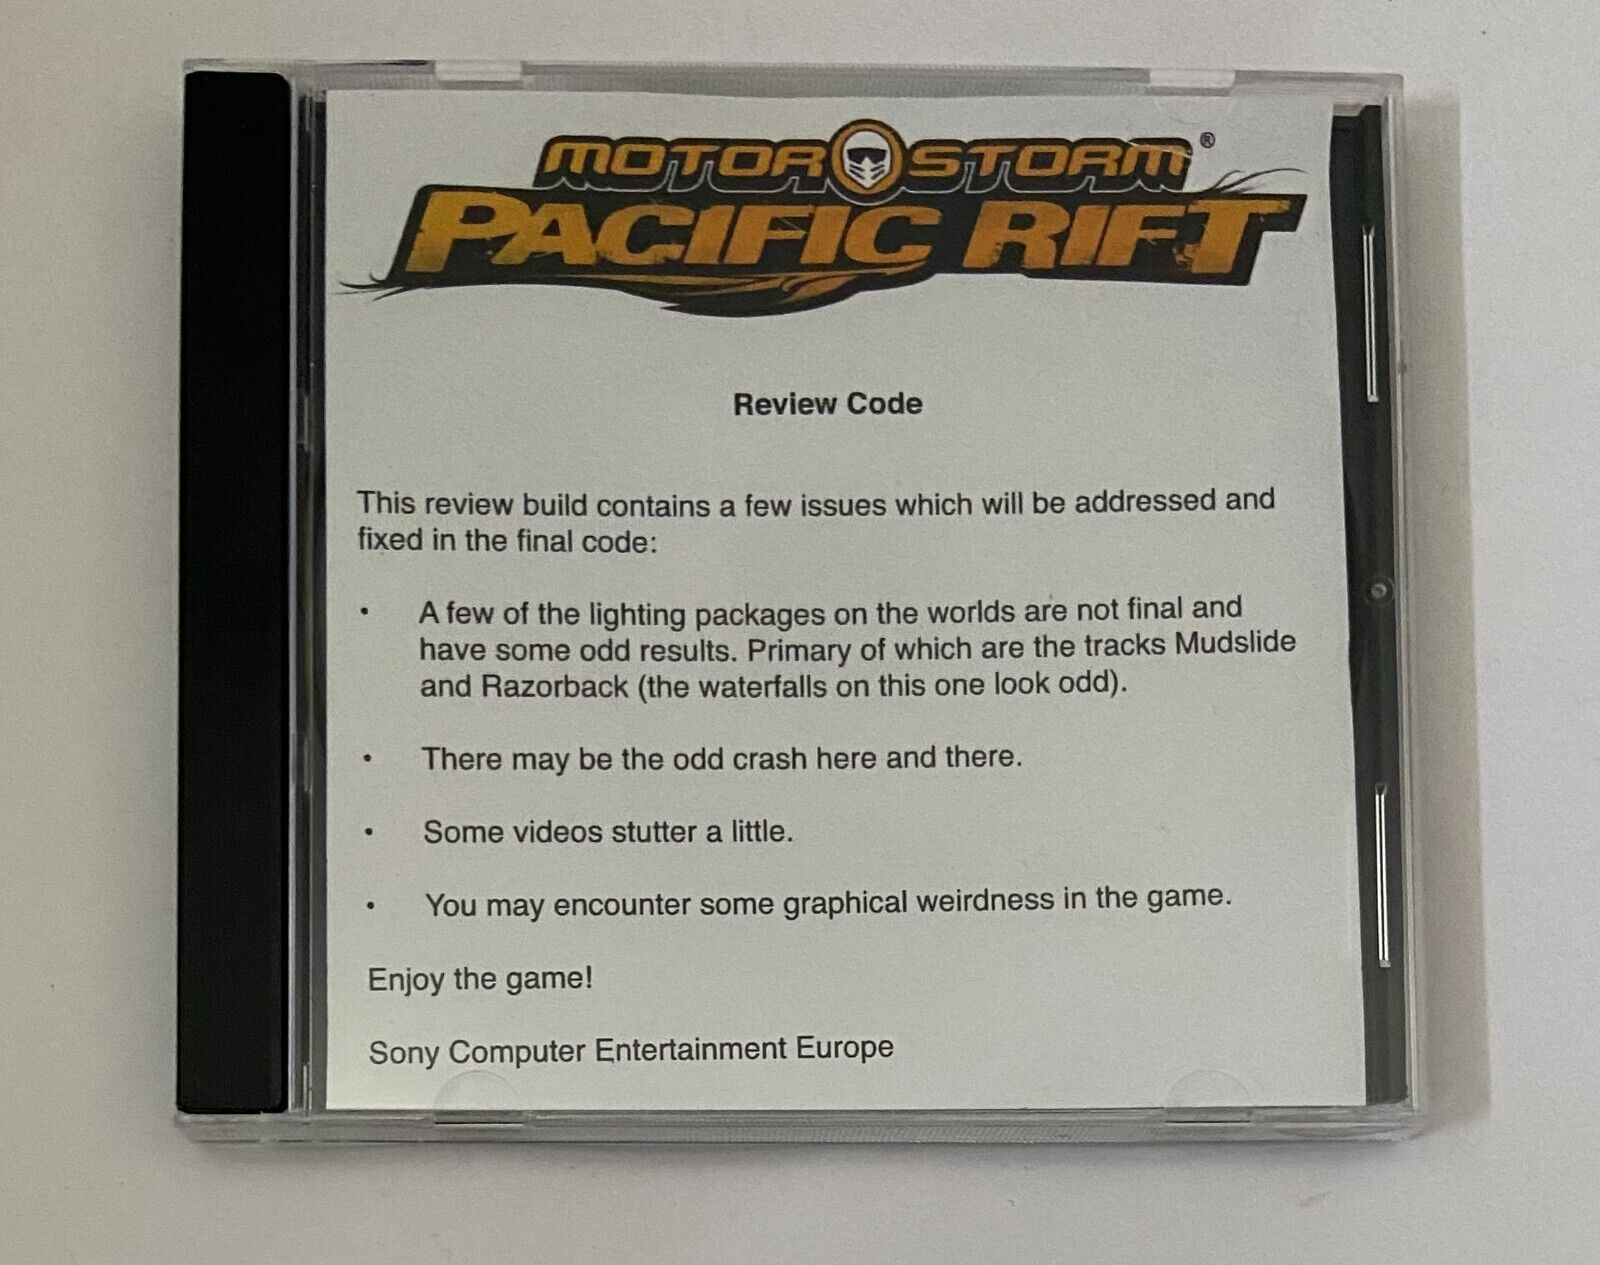 MOTORSTORM®
PACIFIC RIFT
Review Code
This review build contains a few issues which will be addressed and
fixed in the final code:
• A few of the lighting packages on the worlds are not final and
have some odd results. Primary of which are the tracks Mudslide
and Razorback (the waterfalls on this one look odd).
• There may be the odd crash here and there.
• Some videos stutter a little.
• You may encounter some graphical weirdness in the game.
Enjoy the game!
Sony Computer Entertainment Europe